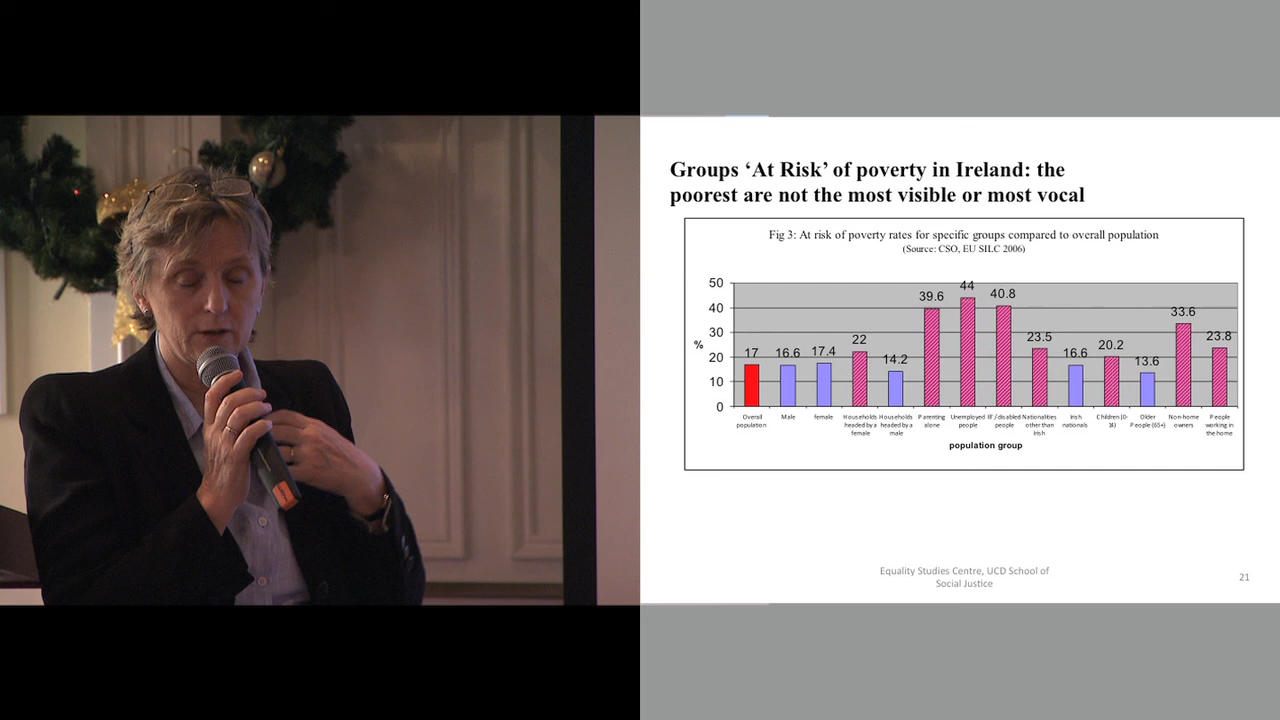 Groups ‘At Risk’ of poverty in Ireland: the
poorest are not the most visible or most vocal
Fig 3: At risk of poverty rates for specific groups compared to overall population
(Source: CSO, EU SILC 2006)
50
40
30
20
10
0
%
17
16.6
17.4
22
14.2
39.6
44
40.8
23.5
16.6
20.2
13.6
33.6
23.8
Overall
population
Male
female
Households
headed by a
female
Households
headed by a
male
Parenting
alone
Unemployed
people
Ill / disabled
people
Nationalities
other than
Irish
Irish
nationals
Children (0-
14)
Older
People (65+)
Non-home
owners
People
working in
the home
population group
Equality Studies Centre, UCD School of
Social Justice
21